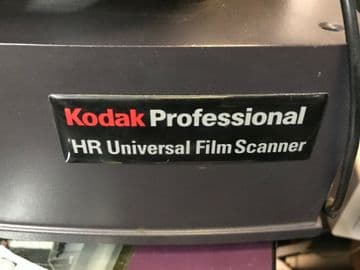 Kodak Professional
HR Universal Film Scanner